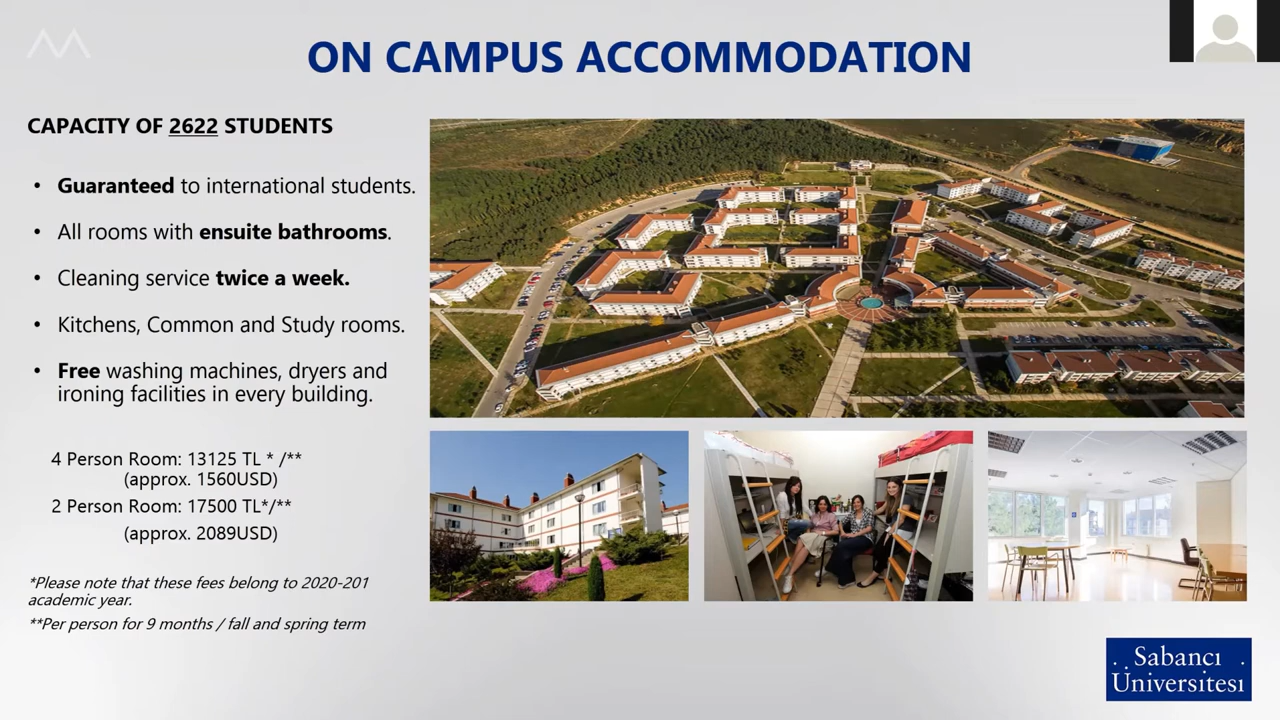 ON CAMPUS ACCOMMODATION
CAPACITY OF 2622 STUDENTS
• Guaranteed to international students.
• All rooms with ensuite bathrooms.
• Cleaning service twice a week.
• Kitchens, Common and Study rooms.
• Free washing machines, dryers and
ironing facilities in every building.
4 Person Room: 13125 TL * /**
(approx. 1560USD)
2 Person Room: 17500 TL*/**
(approx. 2089USD)
*Please note that these fees belong to 2020-201
academic year.
**Per person for 9 months / fall and spring term
Sabancı
Üniversitesi